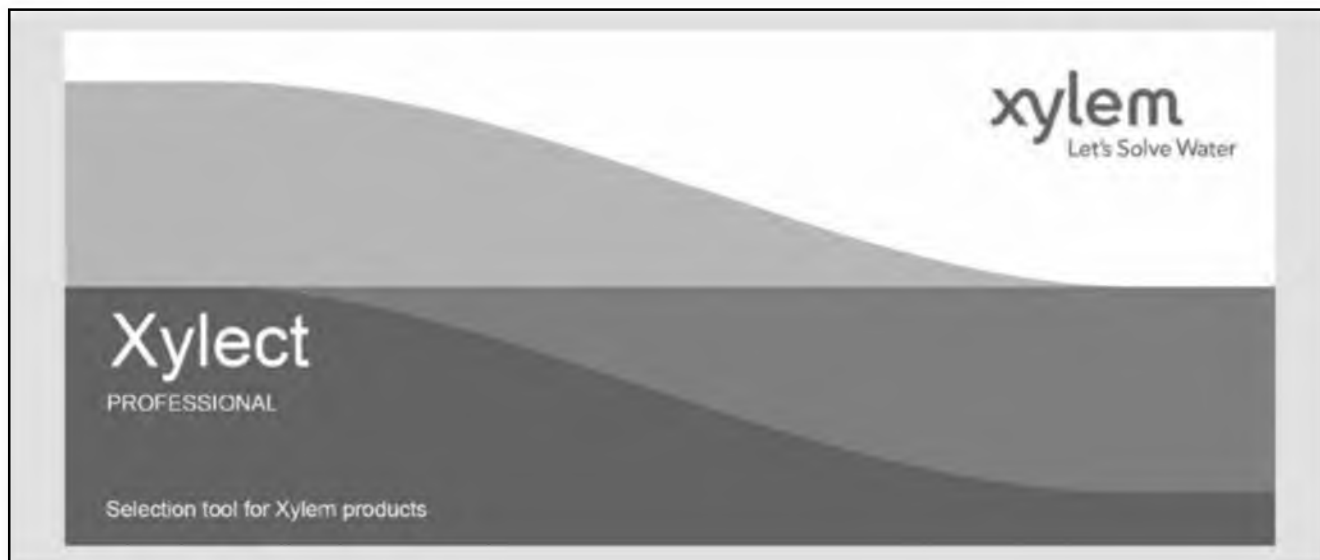 xylem
Let's Solve Water
Xylect
PROFESSIONAL
Selection tool for Xylem products